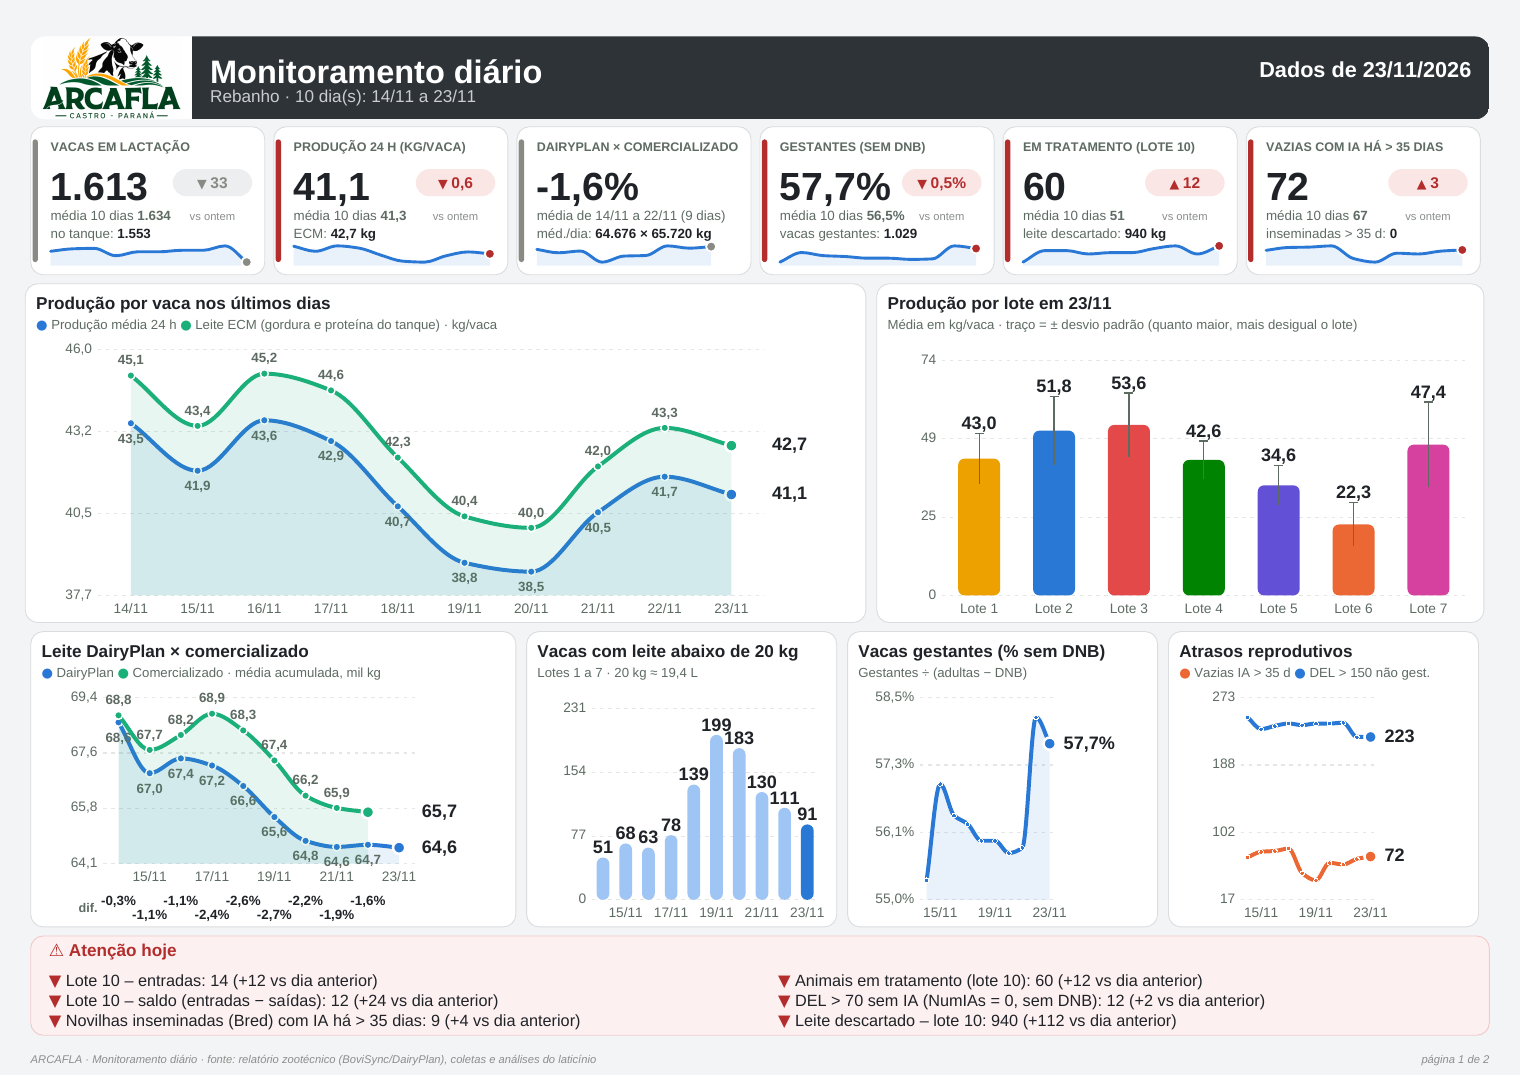 ARCAFLA
CASTRO - PARANÁ
Monitoramento diário
Rebanho · 10 dia(s): 14/11 a 23/11
Dados de 23/11/2026
VACAS EM LACTAÇÃO
1.613 ▼33
média 10 dias 1.634 vs ontem
no tanque: 1.553
PRODUÇÃO 24 H (KG/VACA)
41,1 ▼0,6
média 10 dias 41,3 vs ontem
ECM: 42,7 kg
DAIRYPLAN × COMERCIALIZADO
-1,6%
média de 14/11 a 22/11 (9 dias)
méd./dia: 64.676 × 65.720 kg
GESTANTES (SEM DNB)
57,7% ▼0,5%
média 10 dias 56,5% vs ontem
vacas gestantes: 1.029
EM TRATAMENTO (LOTE 10)
60 ▲12
média 10 dias 51 vs ontem
leite descartado: 940 kg
VAZIAS COM IA HÁ > 35 DIAS
72 ▲3
média 10 dias 67 vs ontem
inseminadas > 35 d: 0
Produção por vaca nos últimos dias
Produção média 24 h Leite ECM (gordura e proteína do tanque) · kg/vaca
46,0
43,2
40,5
37,7
45,1 43,4 45,2 44,6 42,3 40,4 40,0 42,0 43,3 42,7
43,5 41,9 43,6 42,9 40,7 38,8 38,5 40,5 41,7 41,1
14/11 15/11 16/11 17/11 18/11 19/11 20/11 21/11 22/11 23/11
Produção por lote em 23/11
Média em kg/vaca · traço = ± desvio padrão (quanto maior, mais desigual o lote)
74
49
25
0
43,0 51,8 53,6 42,6 34,6 22,3 47,4
Lote 1 Lote 2 Lote 3 Lote 4 Lote 5 Lote 6 Lote 7
Leite DairyPlan × comercializado
DairyPlan Comercializado · média acumulada, mil kg
69,4
67,6
65,8
64,1
68,8 67,7 68,2 68,9 68,3 67,4 66,2 65,9 65,7
67,0 67,4 67,2 66,6 65,6 64,8 64,6 64,7 64,6
15/11 17/11 19/11 21/11 23/11
dif. -0,3% -1,1% -1,1% -2,4% -2,6% -2,7% -2,2% -1,9% -1,6%
Vacas com leite abaixo de 20 kg
Lotes 1 a 7 · 20 kg ≈ 19,4 L
231
154
77
0
51 68 63 78 139 199 183 130 111 91
15/11 17/11 19/11 21/11 23/11
Vacas gestantes (% sem DNB)
Gestantes ÷ (adultas − DNB)
58,5%
57,3%
56,1%
55,0%
57,7%
15/11 19/11 23/11
Atrasos reprodutivos
Vazias IA > 35 d DEL > 150 não gest.
273
188
102
17
223
72
15/11 19/11 23/11
⚠ Atenção hoje
▼ Lote 10 – entradas: 14 (+12 vs dia anterior)
▼ Lote 10 – saldo (entradas − saídas): 12 (+24 vs dia anterior)
▼ Novilhas inseminadas (Bred) com IA há > 35 dias: 9 (+4 vs dia anterior)
▼ Animais em tratamento (lote 10): 60 (+12 vs dia anterior)
▼ DEL > 70 sem IA (NumIAs = 0, sem DNB): 12 (+2 vs dia anterior)
▼ Leite descartado – lote 10: 940 (+112 vs dia anterior)
ARCAFLA · Monitoramento diário · fonte: relatório zootécnico (BoviSync/DairyPlan), coletas e análises do laticínio
página 1 de 2